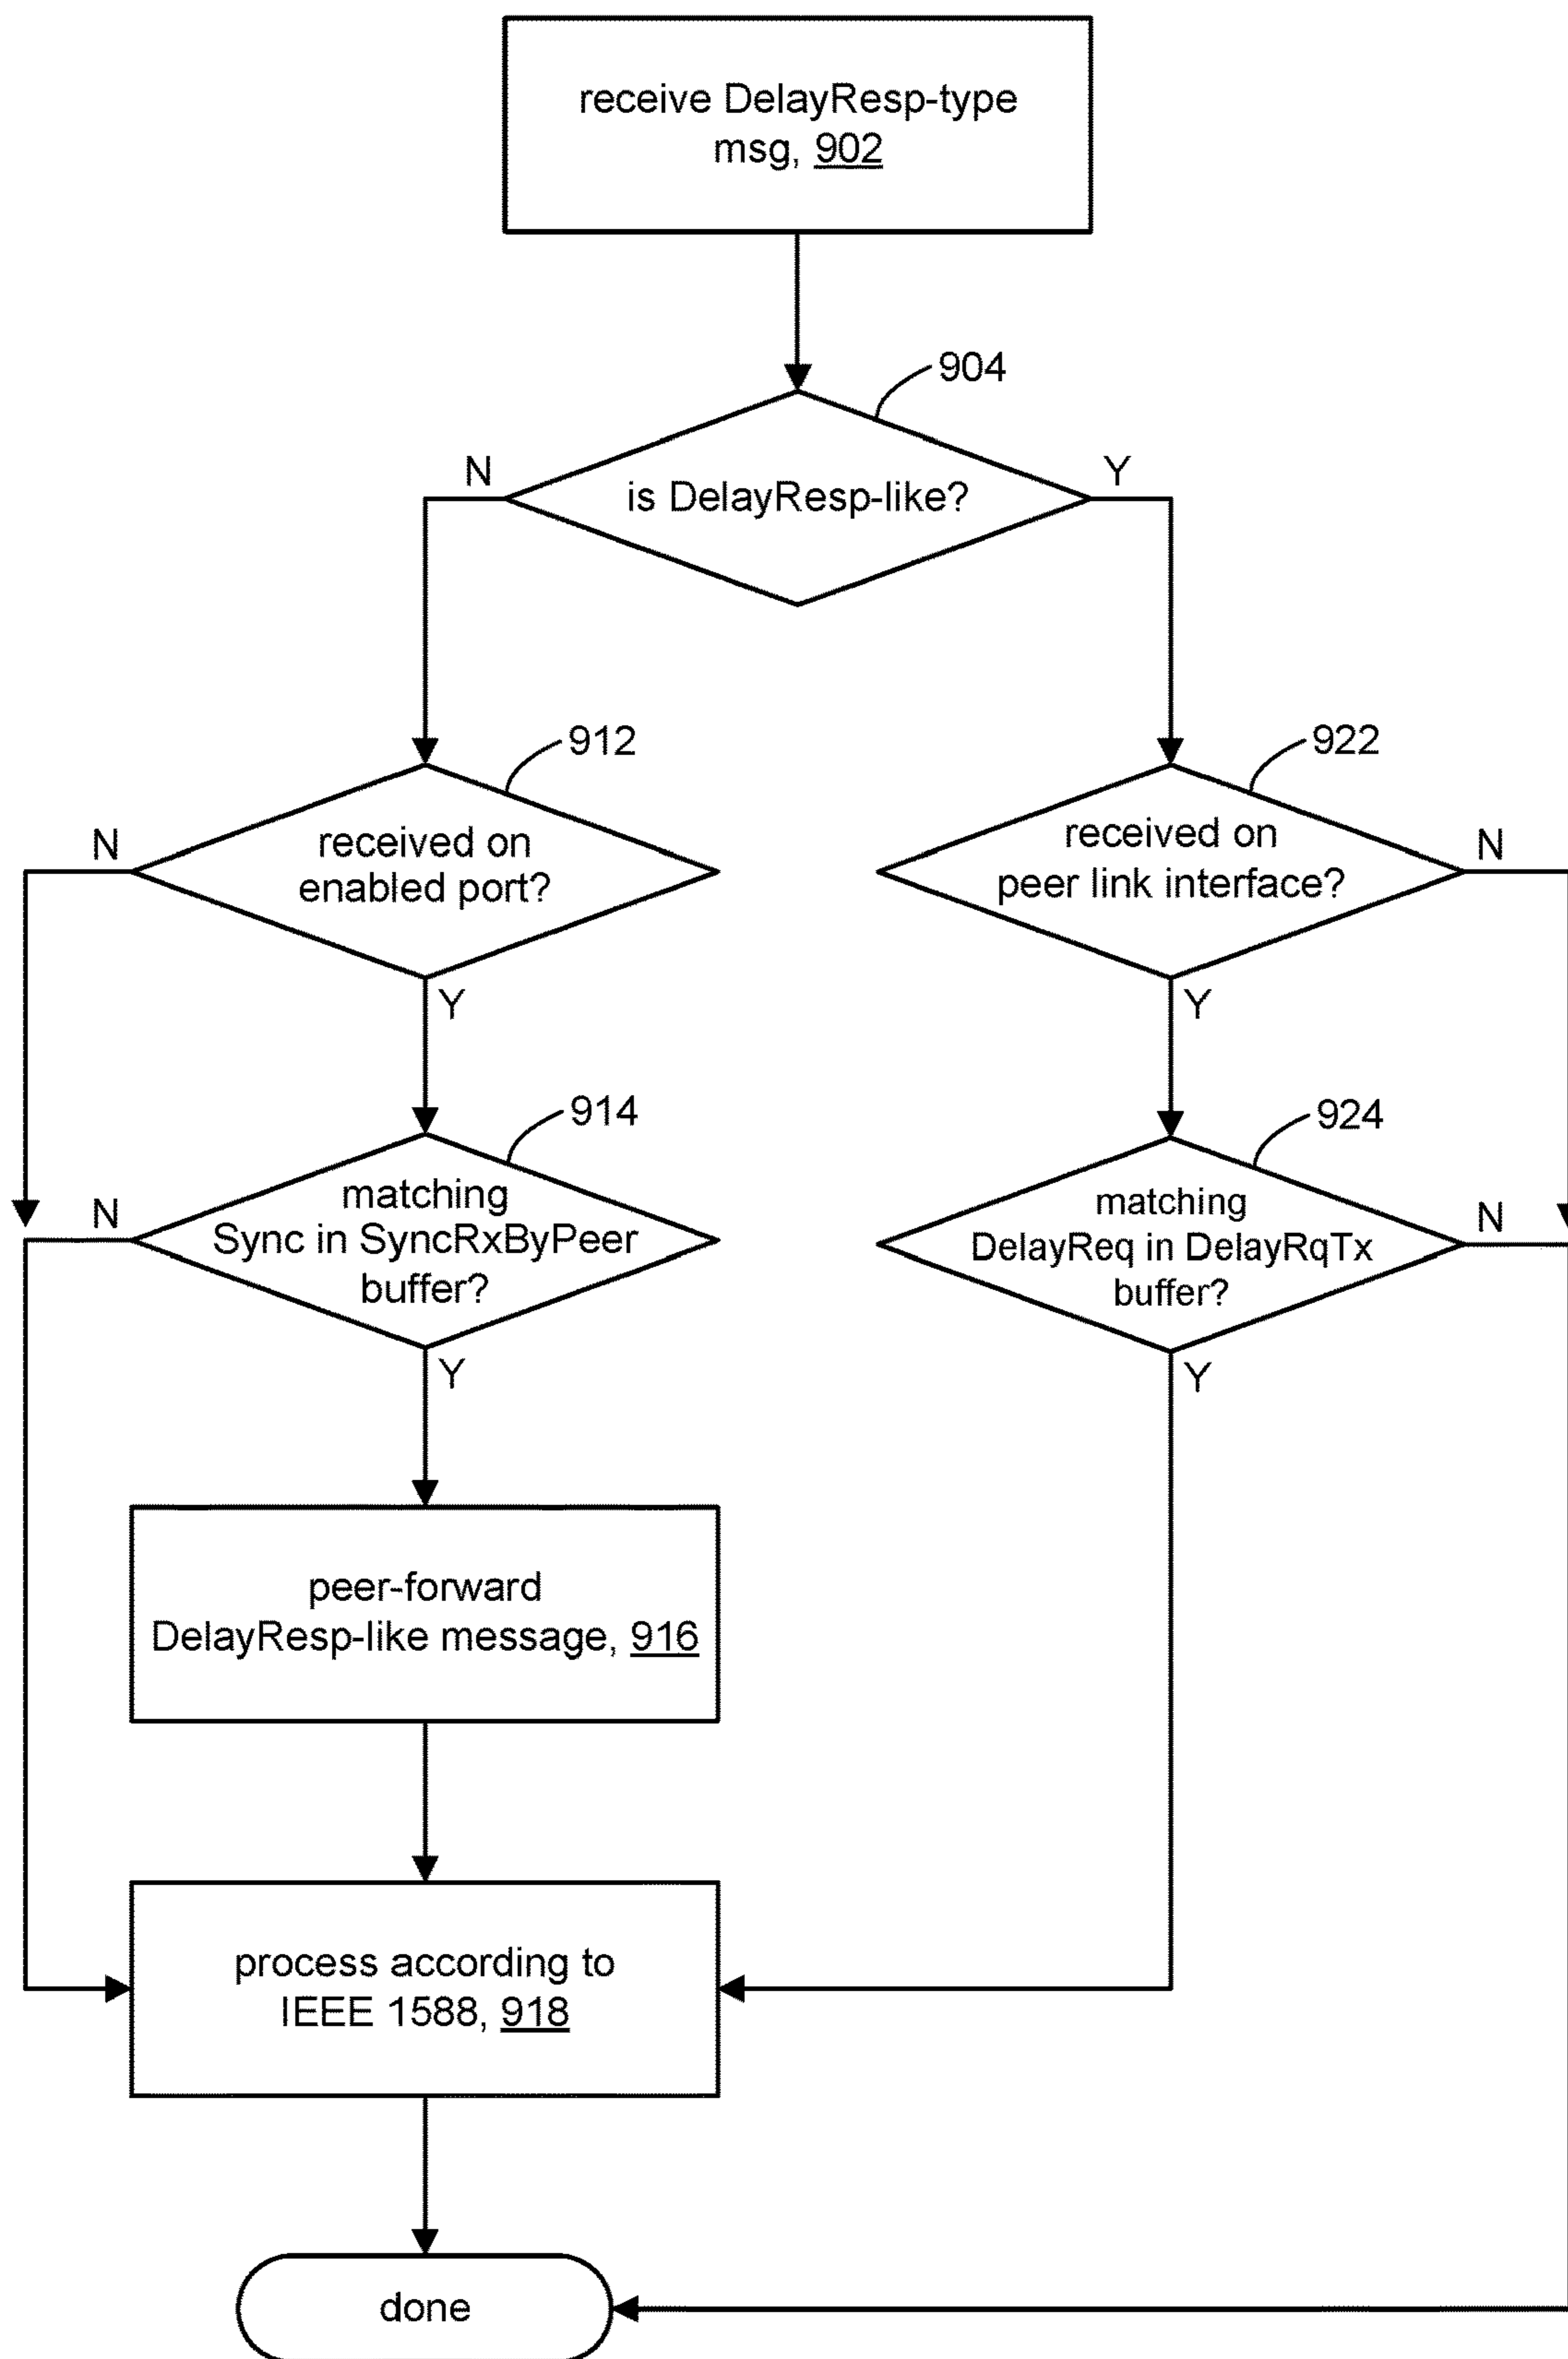 receive DelayResp-type
msg, 902
904
N
Y
is DelayResp-like?
912
922
N
received on
enabled port?
received on
peer link interface?
N
Y
Y
914
924
N
matching
Sync in SyncRxByPeer
buffer?
matching
DelayReq in DelayRqTx
buffer?
N
Y
Y
peer-forward
DelayResp-like message, 916
process according to
IEEE 1588, 918
done